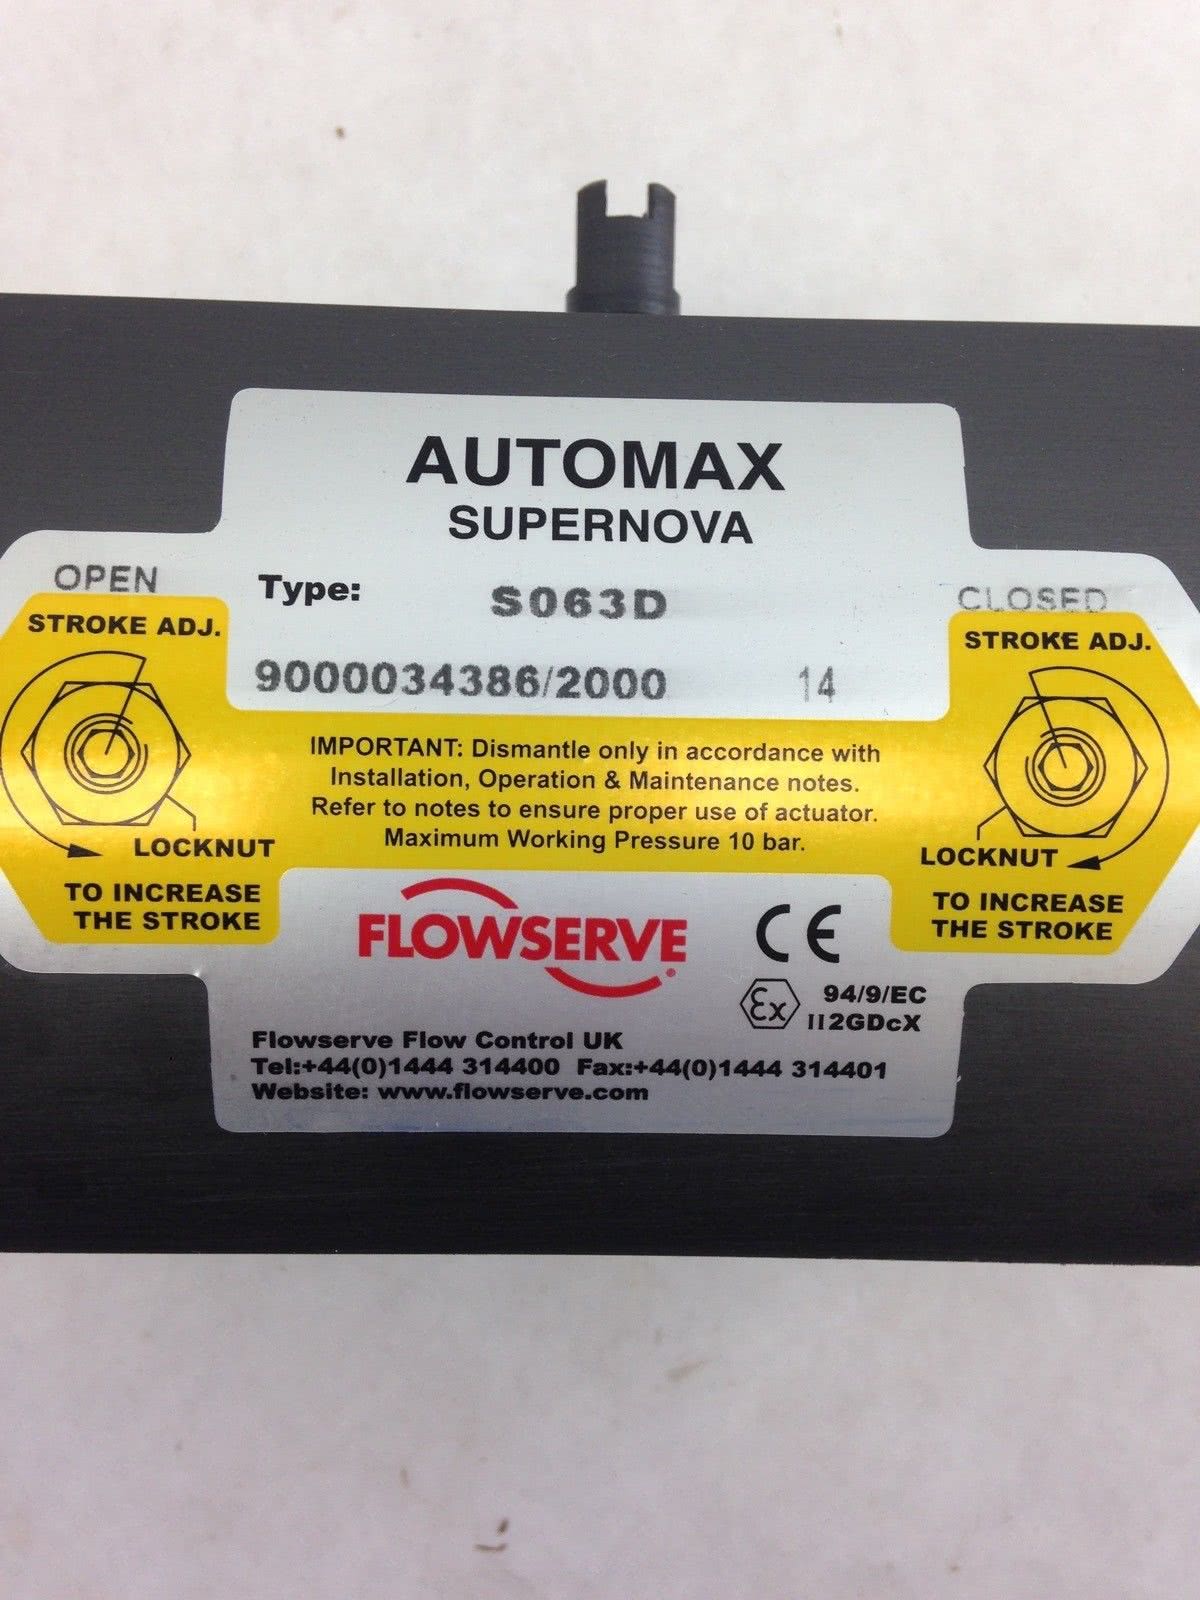 AUTOMAX
SUPERNOVA
OPEN
Type: S063D
CLOSED
STROKE ADJ.
STROKE ADJ.
9000034386/2000 14
IMPORTANT: Dismantle only in accordance with
Installation, Operation & Maintenance notes.
Refer to notes to ensure proper use of actuator.
Maximum Working Pressure 10 bar.
LOCKNUT
LOCKNUT
TO INCREASE
THE STROKE
TO INCREASE
THE STROKE
FLOWSERVE
CE
Ex 94/9/EC
II2GDcX
Flowserve Flow Control UK
Tel:+44(0)1444 314400 Fax:+44(0)1444 314401
Website: www.flowserve.com